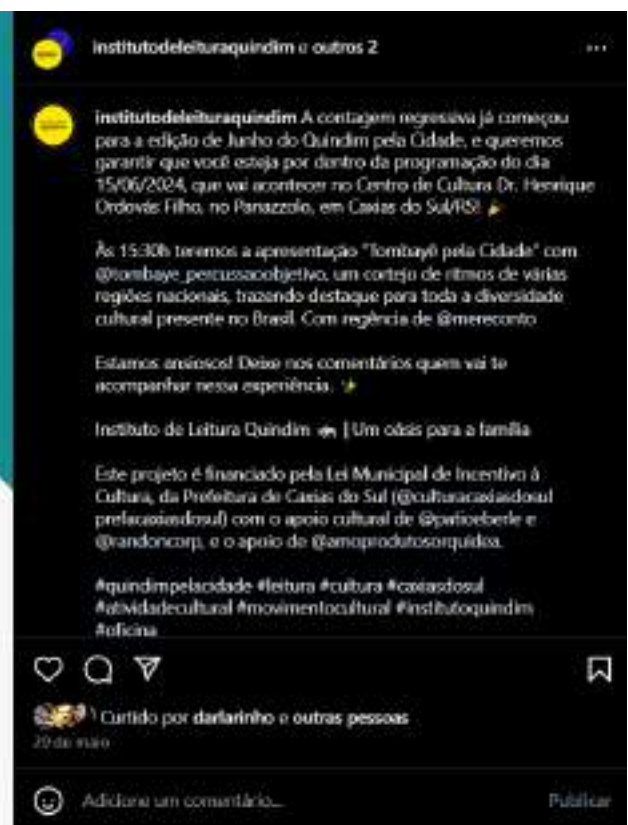 institutodeleituraquindim e outros 2
institutodeleituraquindim A contagem regressiva já começou
para a edição de Junho do Quindim pela Cidade, e queremos
garantir que você esteja por dentro da programação do dia
15/06/2024, que vai acontecer no Centro de Cultura Dr. Henrique
Ordovás Filho, no Panazzolo, em Caxias do Sul/RS! 🎉
Às 15:30h teremos a apresentação "Tombayê pela Cidade" com
@tombaye_percussaoobjetivo, um cortejo de ritmos de várias
regiões nacionais, trazendo destaque para toda a diversidade
cultural presente no Brasil. Com regência de @mereconto
Estamos ansiosos! Deixe nos comentários quem vai te
acompanhar nessa experiência. ✨
Instituto de Leitura Quindim | Um oásis para a família
Este projeto é financiado pela Lei Municipal de Incentivo à
Cultura, da Prefeitura de Caxias do Sul (@culturacaxiasdosul
prefacaxiasdosul) com o apoio cultural de @patioeberle e
@randoncorp, e o apoio de @amoprodutosorquidea.
#quindimpelacidade #leitura #cultura #caxiasdosul
#atividadecultural #movimentocultural #institutoquindim
#oficina
Curtido por darlarinho e outras pessoas
29 de maio
Adicione um comentário...
Publicar